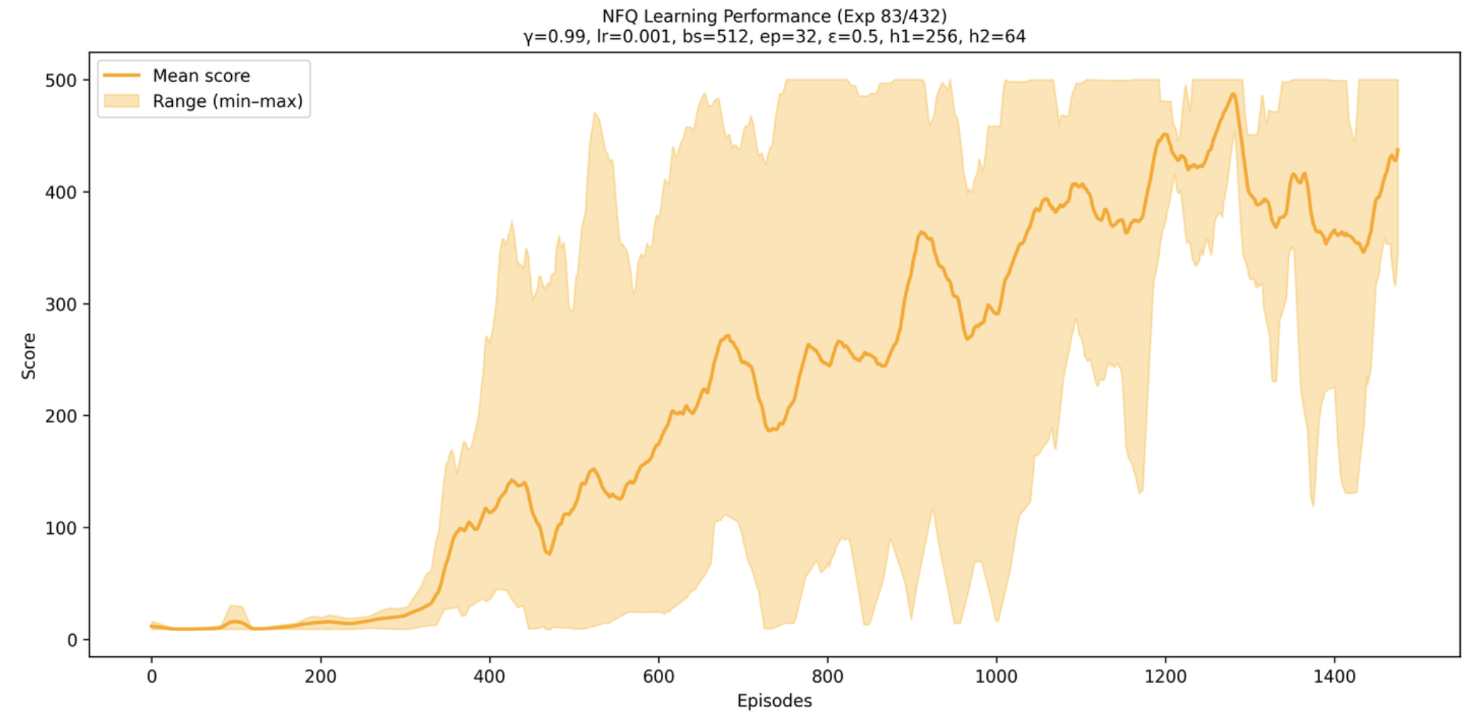 NFQ Learning Performance (Exp 83/432)
γ=0.99, lr=0.001, bs=512, ep=32, ε=0.5, h1=256, h2=64
Mean score
Range (min–max)
Score
500
400
300
200
100
0
0 200 400 600 800 1000 1200 1400
Episodes